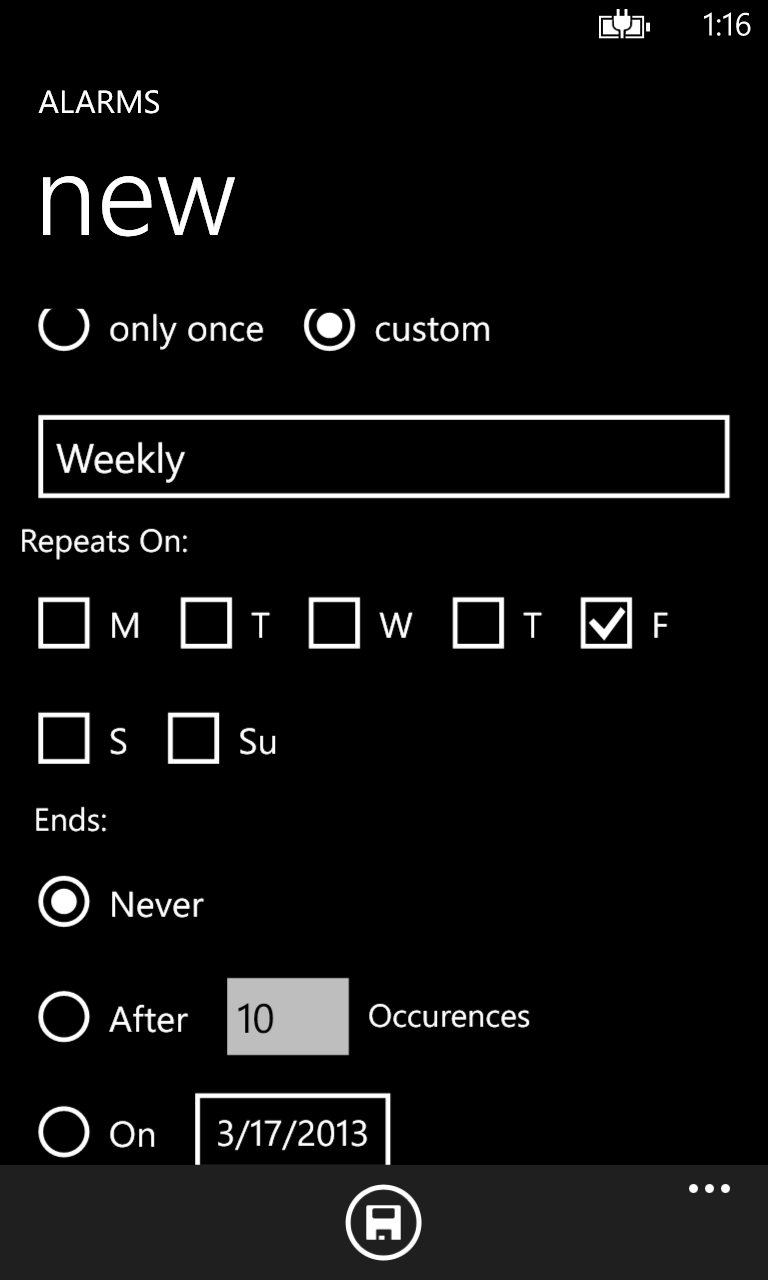 1:16
ALARMS
new
only once custom
Weekly
Repeats On:
M T W T F
S Su
Ends:
Never
After 10 Occurences
On 3/17/2013